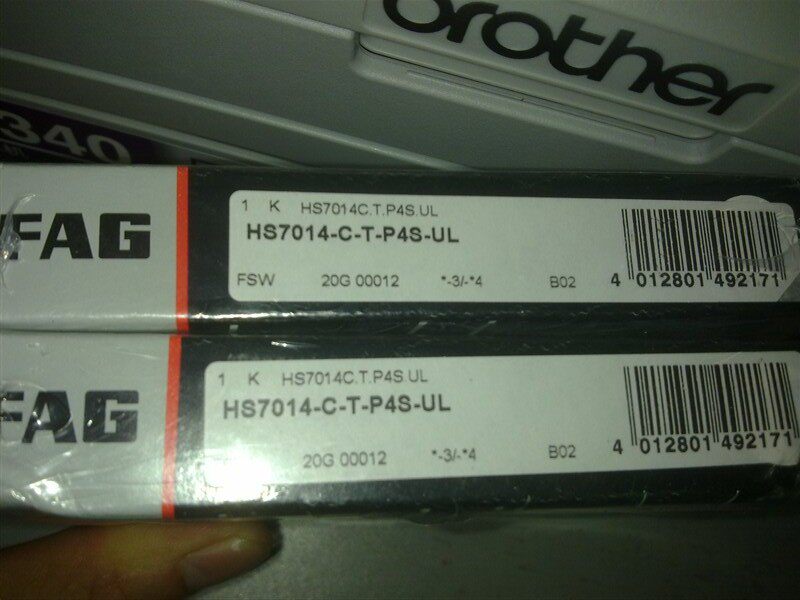 brother
340
FAG
1 K HS7014C.T.P4S.UL
HS7014-C-T-P4S-UL
FSW 20G 00012 *-3/-*4 B02
4 012801 492171
FAG
1 K HS7014C.T.P4S.UL
HS7014-C-T-P4S-UL
20G 00012 *-3/-*4 B02
4 012801 492171